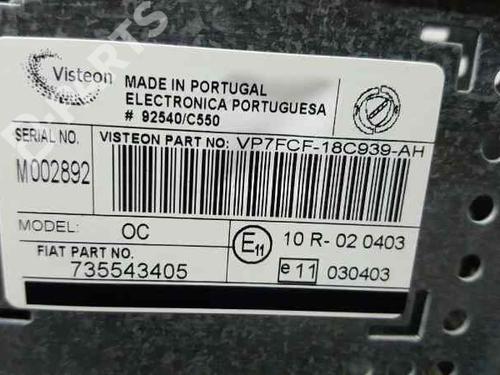 Visteon
MADE IN PORTUGAL
ELECTRONICA PORTUGUESA
# 92540/C550
SERIAL NO.
M002892
VISTEON PART NO: VP7FCF-18C939-AH
MODEL: OC
FIAT PART NO.
735543405
E11 10 R- 02 0403
e 11 030403